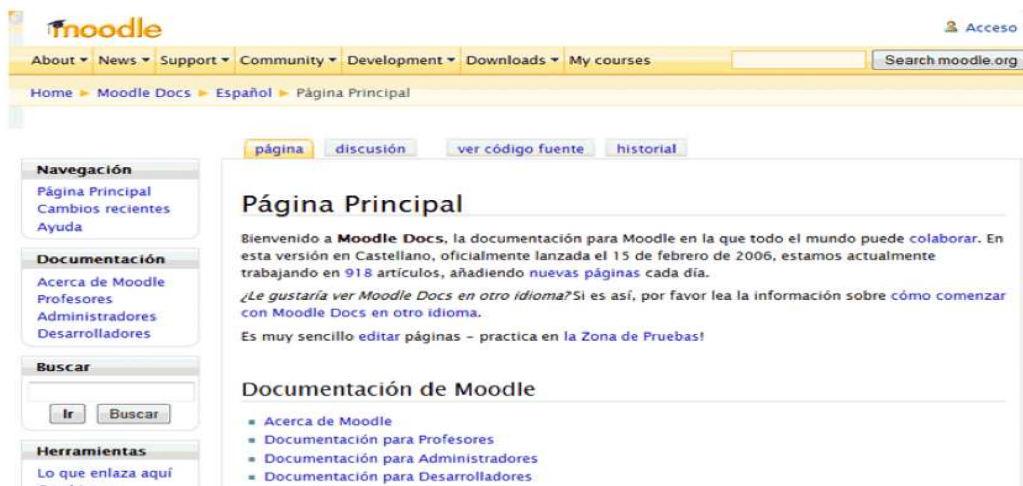 moodle
Acceso
About News Support Community Development Downloads My courses
Search moodle.org
Home Moodle Docs Español Página Principal
página discusión ver código fuente historial
Navegación
Página Principal
Cambios recientes
Ayuda
Documentación
Acerca de Moodle
Profesores
Administradores
Desarrolladores
Buscar
Ir Buscar
Herramientas
Lo que enlaza aquí
Página Principal
Bienvenido a Moodle Docs, la documentación para Moodle en la que todo el mundo puede colaborar. En
esta versión en Castellano, oficialmente lanzada el 15 de febrero de 2006, estamos actualmente
trabajando en 918 artículos, añadiendo nuevas páginas cada día.
¿Le gustaría ver Moodle Docs en otro idioma? Si es así, por favor lea la información sobre cómo comenzar
con Moodle Docs en otro idioma.
Es muy sencillo editar páginas – practica en la Zona de Pruebas!
Documentación de Moodle
Acerca de Moodle
Documentación para Profesores
Documentación para Administradores
Documentación para Desarrolladores